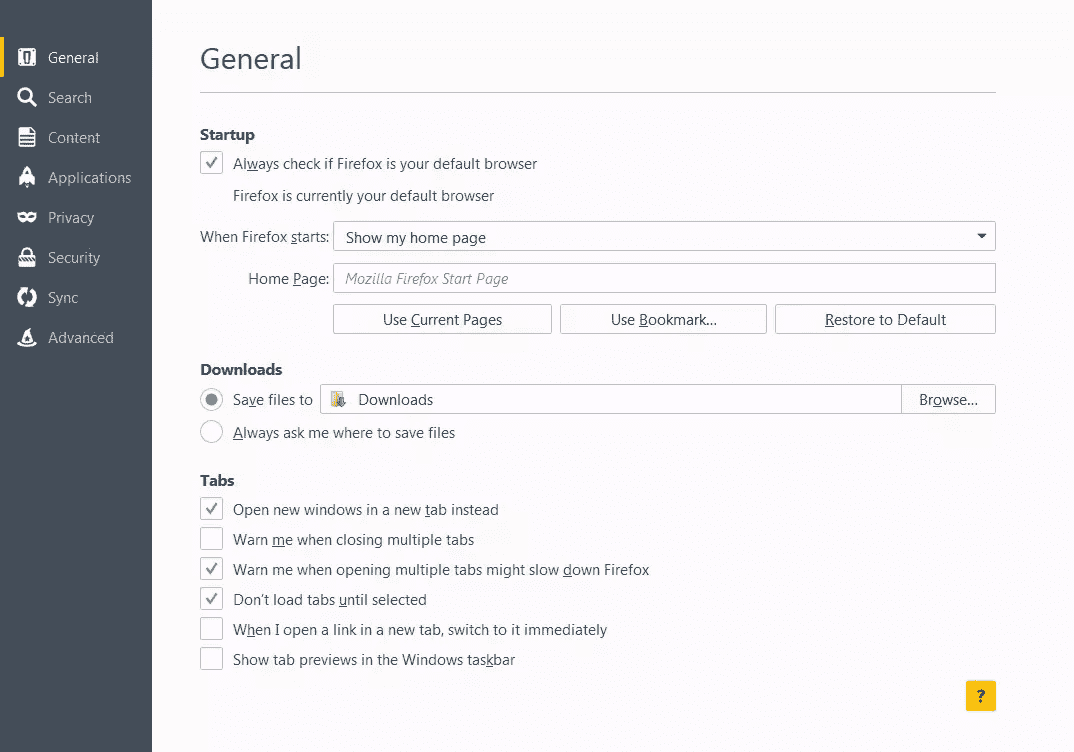 General
Search
Content
Applications
Privacy
Security
Sync
Advanced
General
Startup
Always check if Firefox is your default browser
Firefox is currently your default browser
When Firefox starts: Show my home page
Home Page: Mozilla Firefox Start Page
Use Current Pages Use Bookmark... Restore to Default
Downloads
Save files to Downloads Browse...
Always ask me where to save files
Tabs
Open new windows in a new tab instead
Warn me when closing multiple tabs
Warn me when opening multiple tabs might slow down Firefox
Don't load tabs until selected
When I open a link in a new tab, switch to it immediately
Show tab previews in the Windows taskbar
?